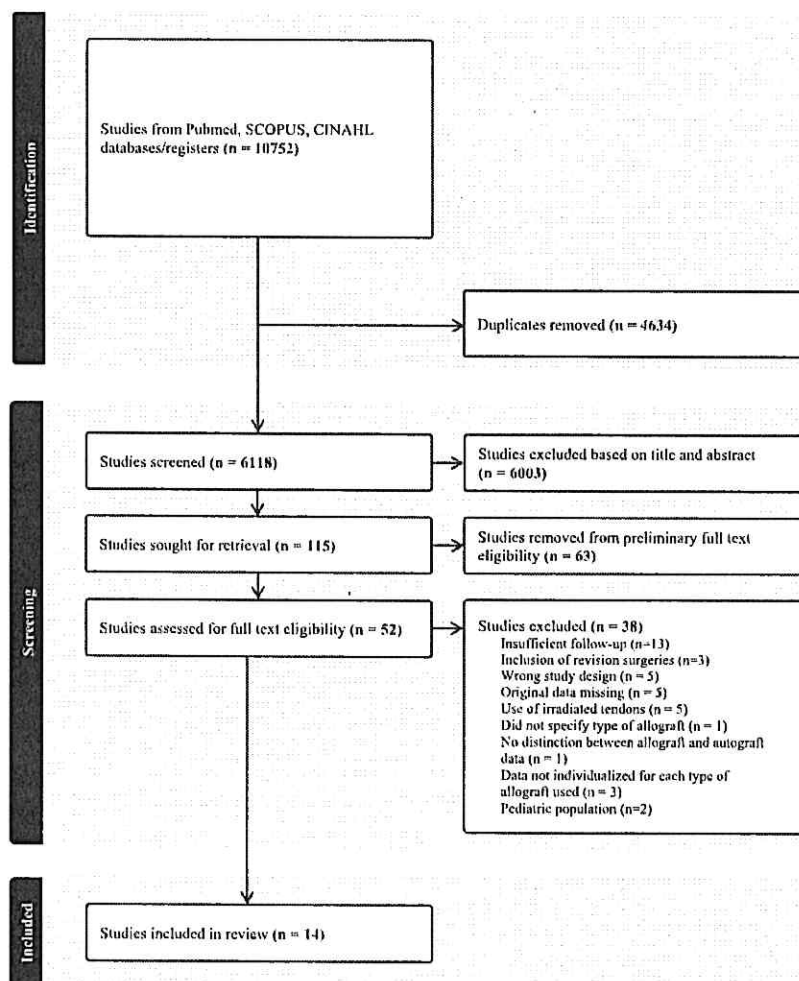 Identification
Studies from Pubmed, SCOPUS, CINAHL
databases/registers (n = 10752)
Duplicates removed (n = 4634)
Screening
Studies screened (n = 6118)
Studies excluded based on title and abstract
(n = 6003)
Studies sought for retrieval (n = 115)
Studies removed from preliminary full text
eligibility (n = 63)
Studies assessed for full text eligibility (n = 52)
Studies excluded (n = 38)
Insufficient follow-up (n=13)
Inclusion of revision surgeries (n=3)
Wrong study design (n = 5)
Original data missing (n = 5)
Use of irradiated tendons (n = 5)
Did not specify type of allograft (n = 1)
No distinction between allograft and autograft
data (n = 1)
Data not individualized for each type of
allograft used (n = 3)
Pediatric population (n=2)
Included
Studies included in review (n = 14)